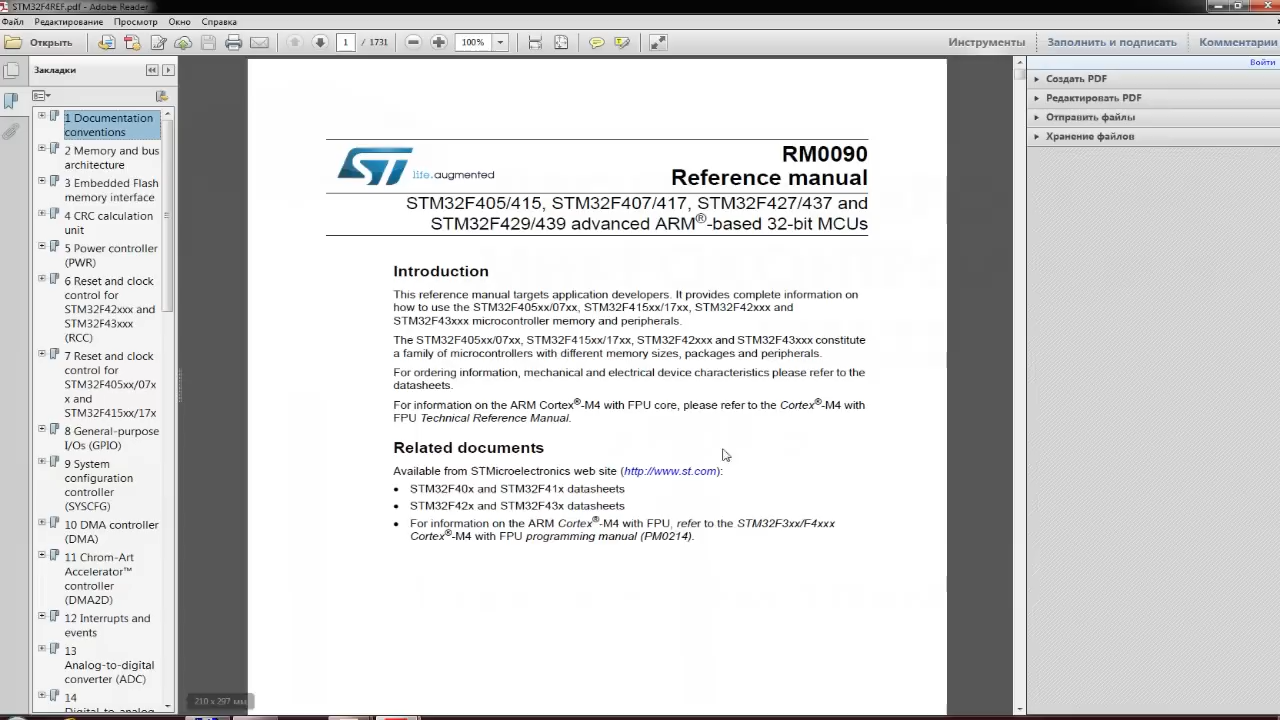 STM32F4REF.pdf - Adobe Reader
Файл Редактирование Просмотр Окно Справка
Открыть 1 / 1731 100% Инструменты Заполнить и подписать Комментарии
Войти
Закладки
1 Documentation
conventions
2 Memory and bus
architecture
3 Embedded Flash
memory interface
4 CRC calculation
unit
5 Power controller
(PWR)
6 Reset and clock
control for
STM32F42xxx and
STM32F43xxx
(RCC)
7 Reset and clock
control for
STM32F405xx/07x
x and
STM32F415xx/17x
8 General-purpose
I/Os (GPIO)
9 System
configuration
controller
(SYSCFG)
10 DMA controller
(DMA)
11 Chrom-Art
Accelerator™
controller
(DMA2D)
12 Interrupts and
events
13
Analog-to-digital
converter (ADC)
14
Digital-to-analog
ST life.augmented
RM0090
Reference manual
STM32F405/415, STM32F407/417, STM32F427/437 and
STM32F429/439 advanced ARM®-based 32-bit MCUs
Introduction
This reference manual targets application developers. It provides complete information on
how to use the STM32F405xx/07xx, STM32F415xx/17xx, STM32F42xxx and
STM32F43xxx microcontroller memory and peripherals.
The STM32F405xx/07xx, STM32F415xx/17xx, STM32F42xxx and STM32F43xxx constitute
a family of microcontrollers with different memory sizes, packages and peripherals.
For ordering information, mechanical and electrical device characteristics please refer to the
datasheets.
For information on the ARM Cortex®-M4 with FPU core, please refer to the Cortex®-M4 with
FPU Technical Reference Manual.
Related documents
Available from STMicroelectronics web site (http://www.st.com):
• STM32F40x and STM32F41x datasheets
• STM32F42x and STM32F43x datasheets
• For information on the ARM Cortex®-M4 with FPU, refer to the STM32F3xx/F4xxx
Cortex®-M4 with FPU programming manual (PM0214).
210 x 297 мм
Создать PDF
Редактировать PDF
Отправить файлы
Хранение файлов